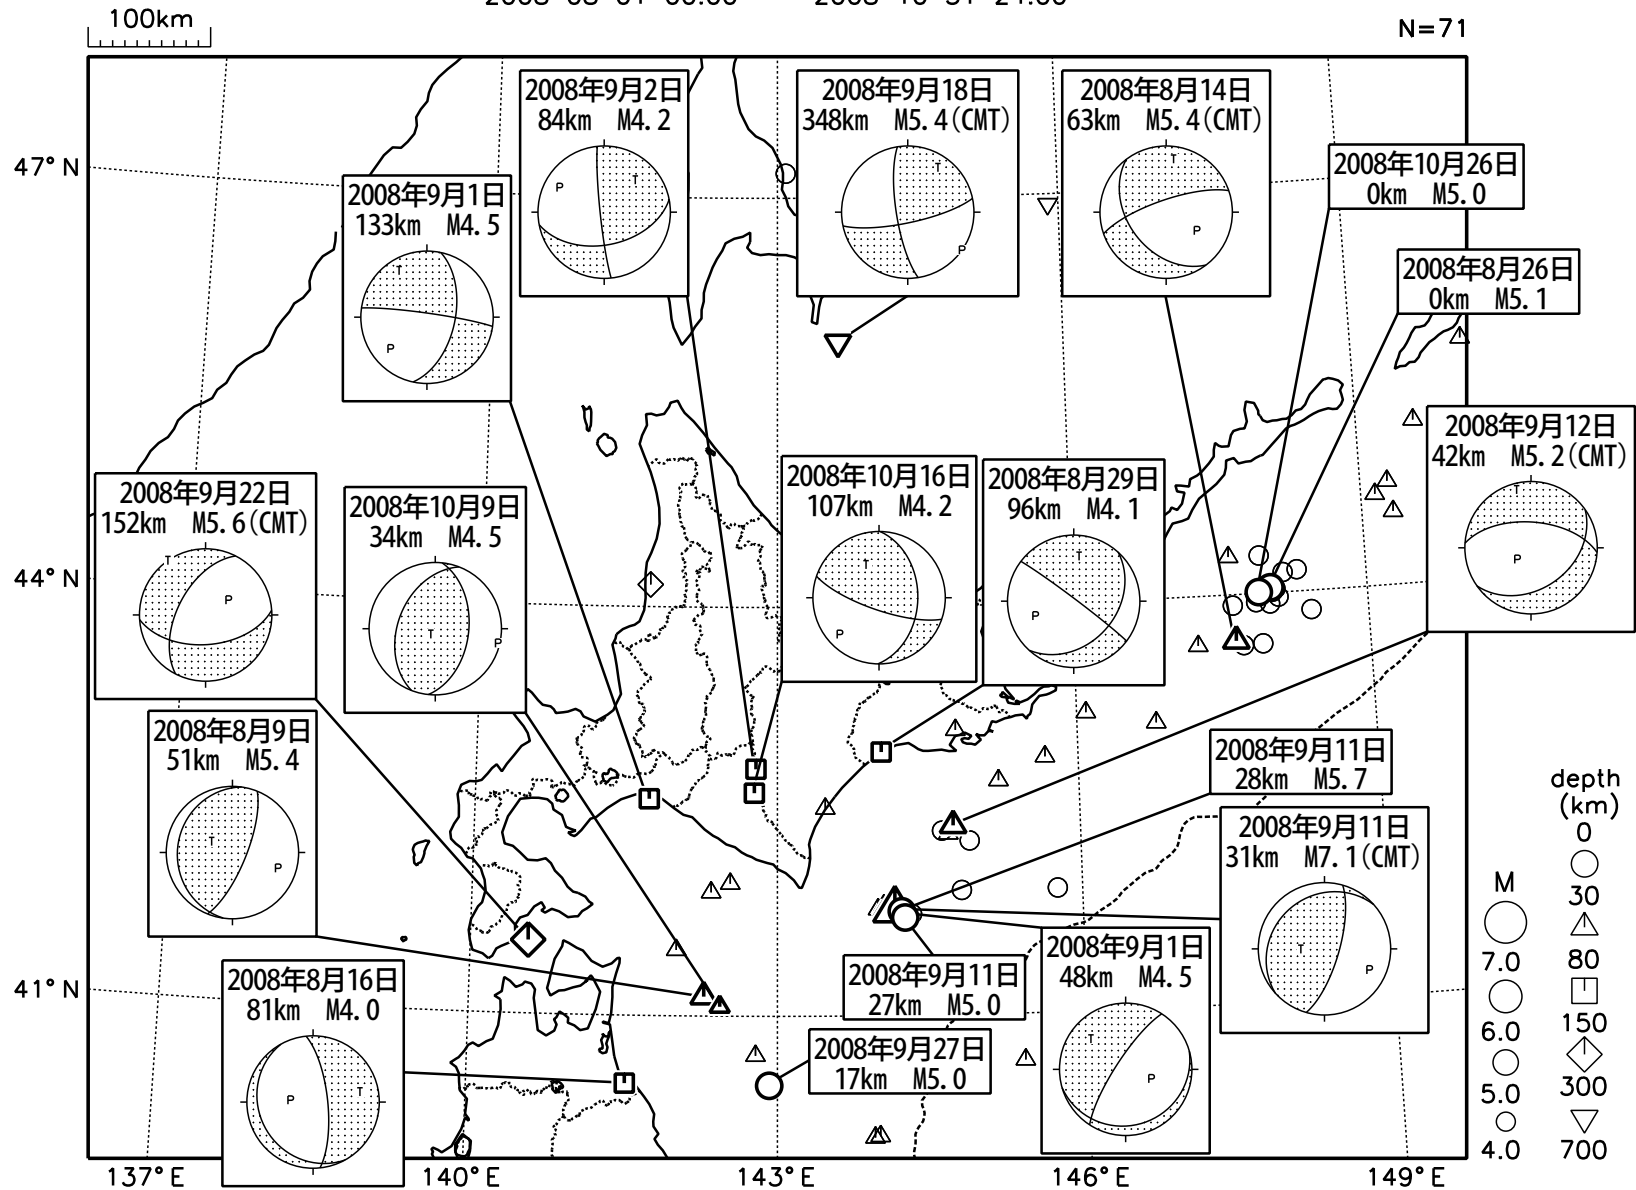 100km
N=71
47°N
44°N
41°N
137°E
140°E
143°E
146°E
149°E
2008年9月2日
84km M4.2
P
T
2008年9月18日
348km M5.4(CMT)
T
P
2008年8月14日
63km M5.4(CMT)
T
P
2008年10月26日
0km M5.0
2008年9月1日
133km M4.5
T
P
2008年8月26日
0km M5.1
2008年9月12日
42km M5.2(CMT)
T
P
2008年9月22日
152km M5.6(CMT)
T
P
2008年10月9日
34km M4.5
T
P
2008年10月16日
107km M4.2
T
P
2008年8月29日
96km M4.1
T
P
2008年8月9日
51km M5.4
T
P
2008年9月11日
28km M5.7
2008年9月11日
31km M7.1(CMT)
T
P
2008年8月16日
81km M4.0
P
T
2008年9月11日
27km M5.0
2008年9月1日
48km M4.5
T
P
2008年9月27日
17km M5.0
M
7.0
6.0
5.0
4.0
depth
(km)
0
30
80
150
300
700